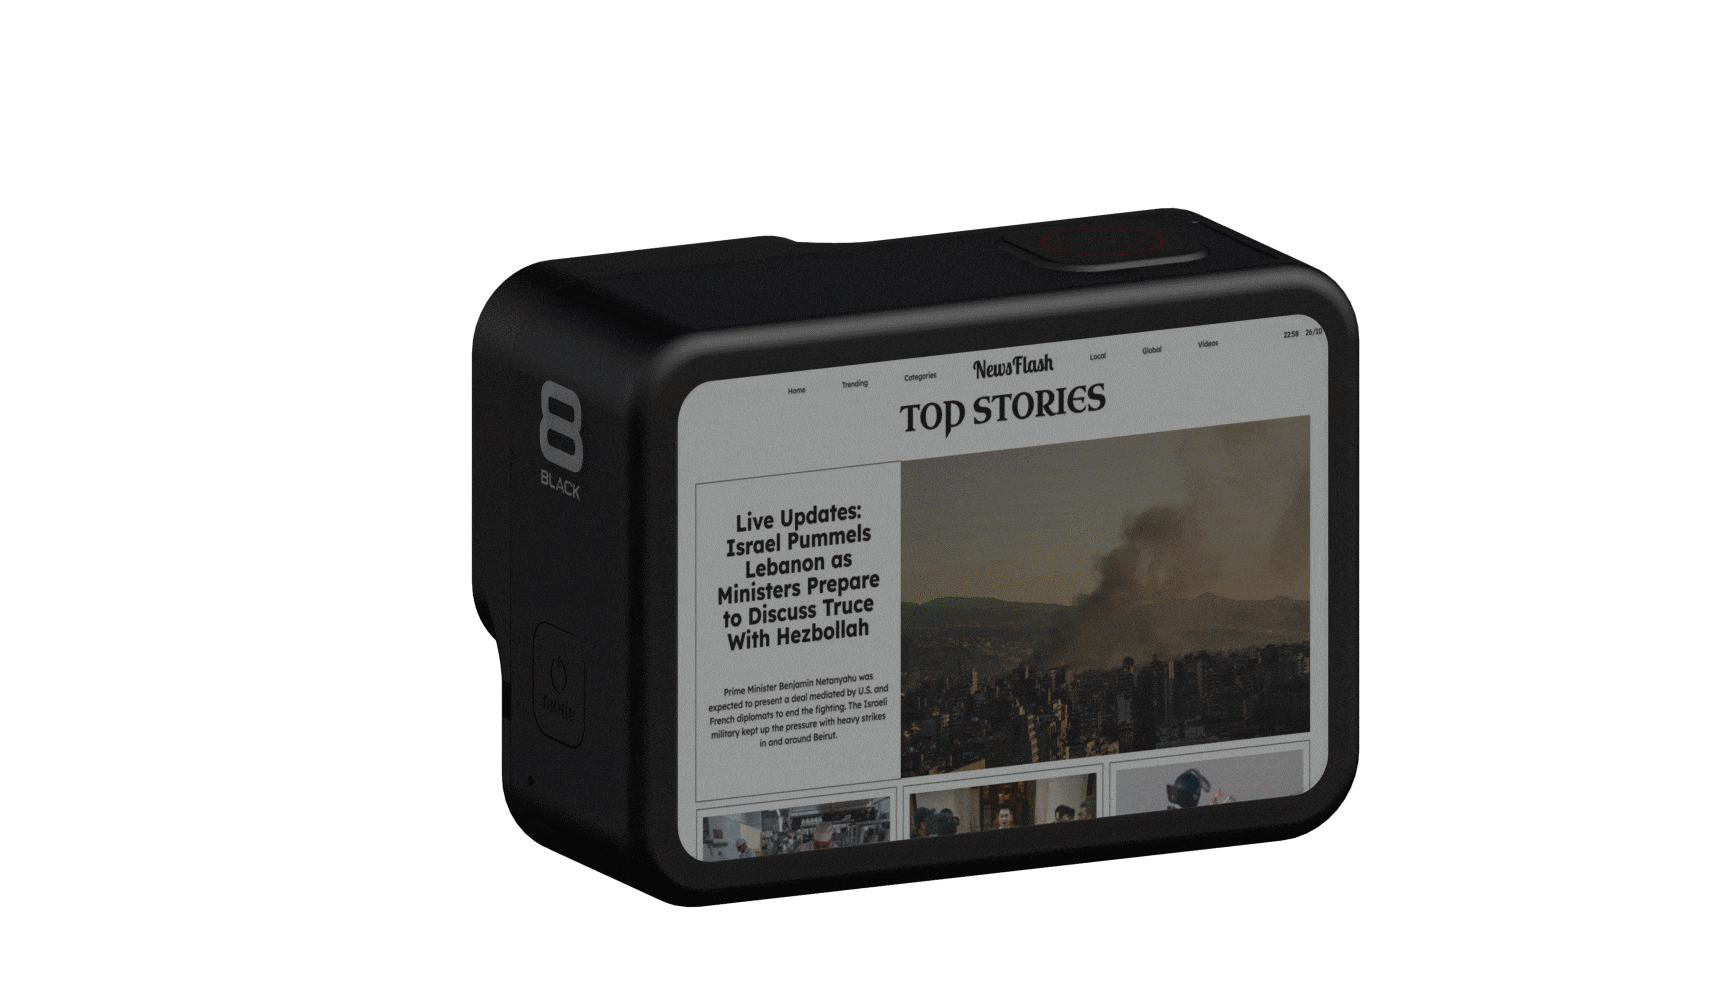 8
BLACK
mode
Home Trending Categories NewsFlash Local Global Videos 22:58 26/10
TOP STORIES
Live Updates:
Israel Pummels
Lebanon as
Ministers Prepare
to Discuss Truce
With Hezbollah
Prime Minister Benjamin Netanyahu was
expected to present a deal mediated by U.S. and
French diplomats to end the fighting. The Israeli
military kept up the pressure with heavy strikes
in and around Beirut.